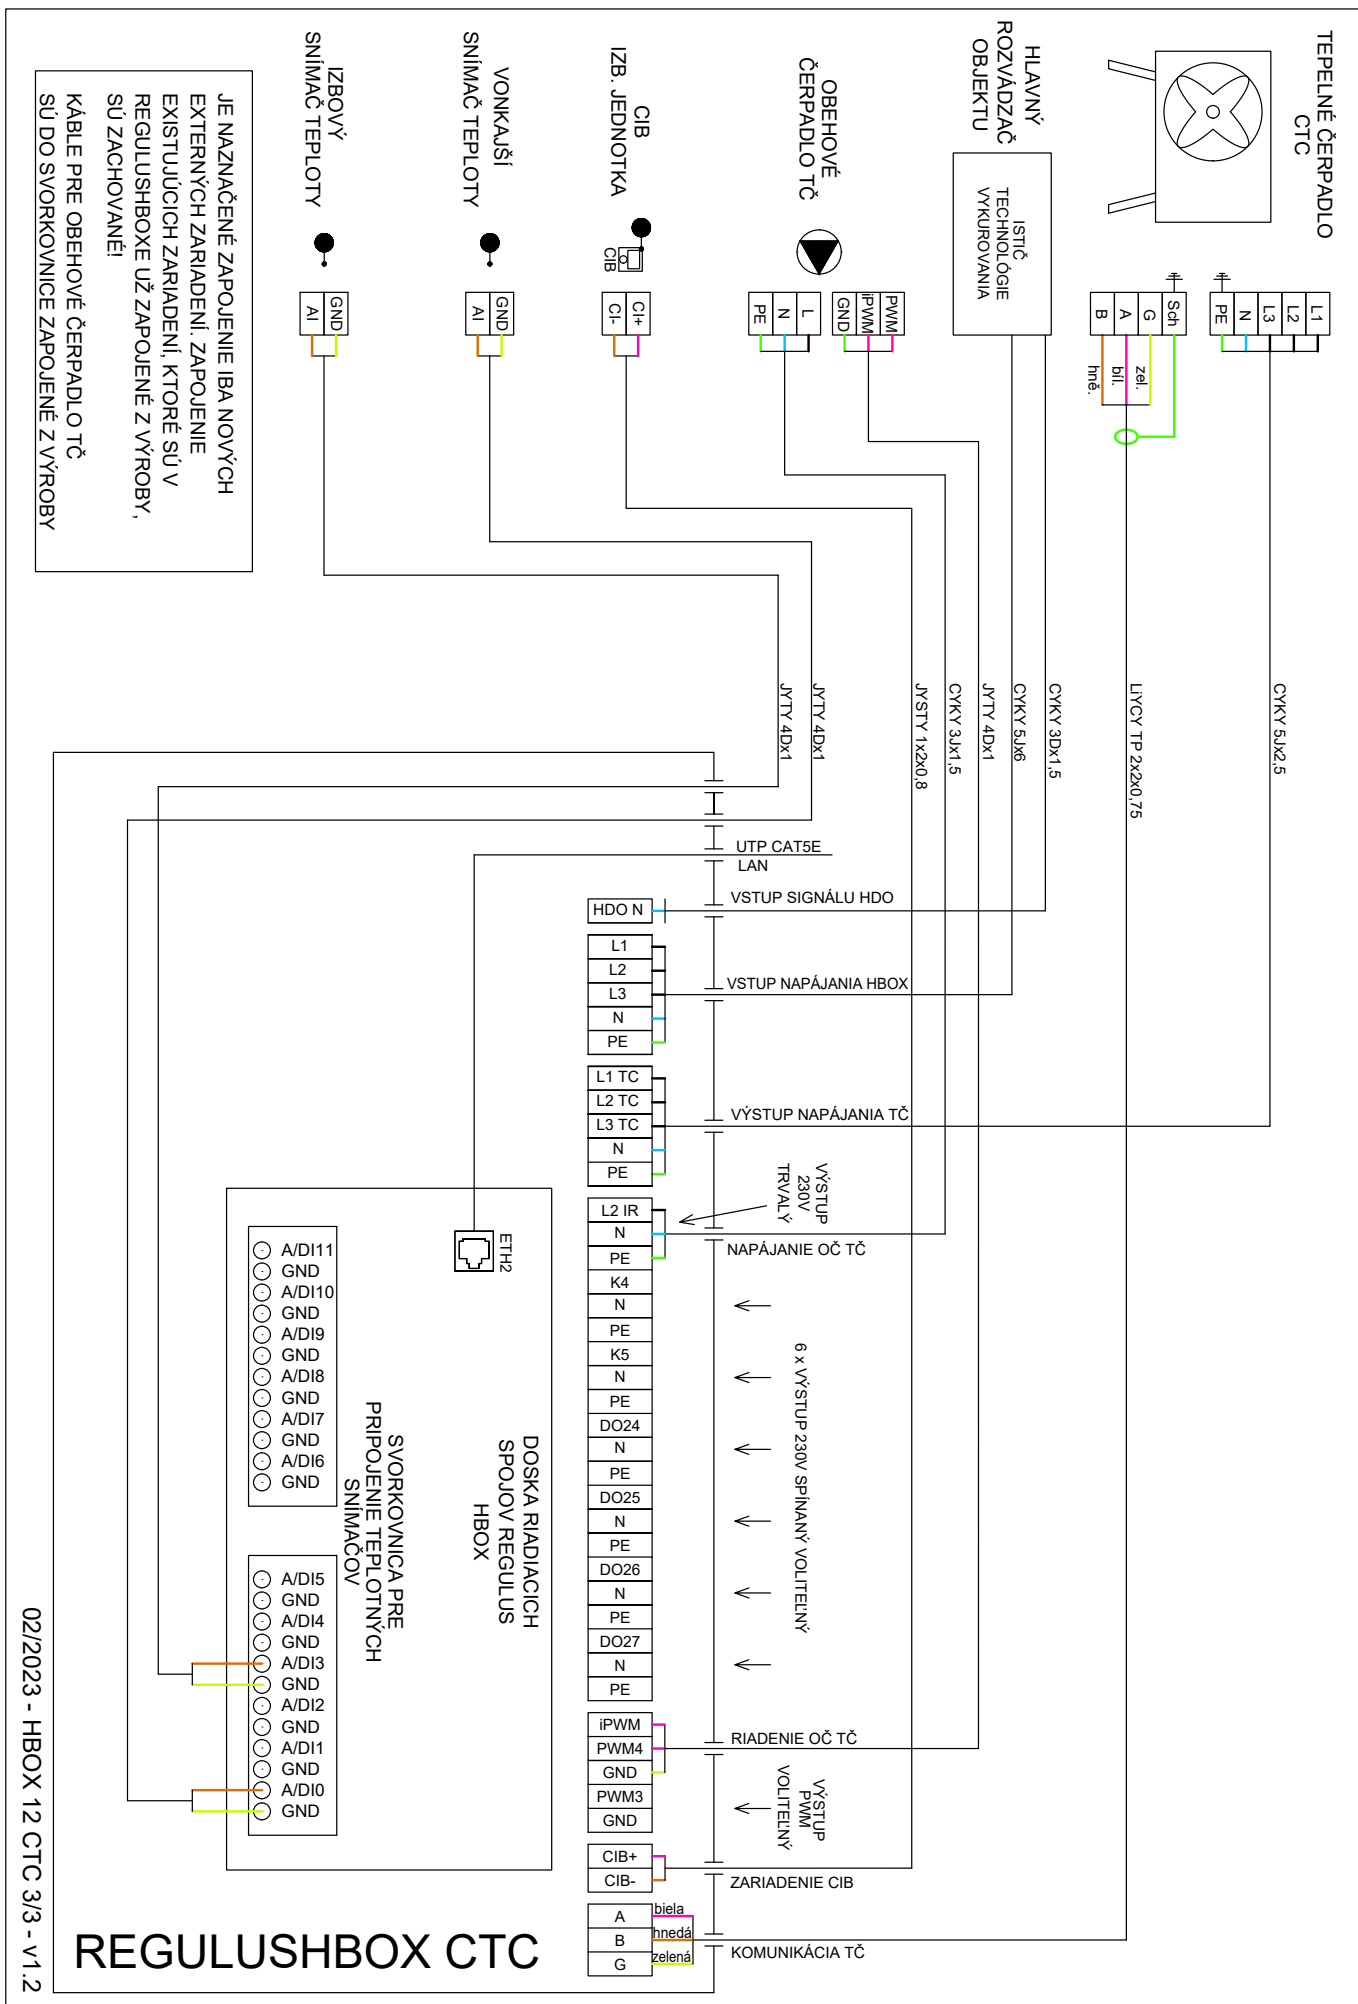 TEPELNÉ ČERPADLO
CTC
L1
L2
L3
N
PE
Sch
G
A
B
zel.
bíl.
hně.
HLAVNÝ
ROZVÁDZAČ
OBJEKTU
ISTIČ
TECHNOLÓGIE
VYKUROVANIA
OBEHOVÉ
ČERPADLO TČ
PWM
iPWM
GND
L
N
PE
CIB
IZB. JEDNOTKA
CIB
CI+
CI-
VONKAJŠÍ
SNÍMAČ TEPLOTY
GND
AI
IZBOVÝ
SNÍMAČ TEPLOTY
GND
AI
JE NAZNAČENÉ ZAPOJENIE IBA NOVÝCH
EXTERNÝCH ZARIADENÍ. ZAPOJENIE
EXISTUJÚCICH ZARIADENÍ, KTORÉ SÚ V
REGULUSHBOXE UŽ ZAPOJENÉ Z VÝROBY,
SÚ ZACHOVANÉ!
KÁBLE PRE OBEHOVÉ ČERPADLO TČ
SÚ DO SVORKOVNICE ZAPOJENÉ Z VÝROBY
CYKY 5Jx2,5
LiYCY TP 2x2x0,75
CYKY 3Dx1,5
CYKY 5Jx6
JYTY 4Dx1
CYKY 3Jx1,5
JYSTY 1x2x0,8
JYTY 4Dx1
JYTY 4Dx1
UTP CAT5E
LAN
HDO N
VSTUP SIGNÁLU HDO
L1
L2
L3
N
PE
VSTUP NAPÁJANIA HBOX
L1 TC
L2 TC
L3 TC
N
PE
VÝSTUP NAPÁJANIA TČ
VÝSTUP
230V
TRVALÝ
L2 IR
N
PE
NAPÁJANIE OČ TČ
K4
N
PE
K5
N
PE
DO24
N
PE
DO25
N
PE
DO26
N
PE
DO27
N
PE
6 x VÝSTUP 230V SPÍNANÝ VOLITEĽNÝ
iPWM
PWM4
GND
PWM3
GND
RIADENIE OČ TČ
VÝSTUP
PWM
VOLITEĽNÝ
CIB+
CIB-
ZARIADENIE CIB
A
B
G
biela
hnedá
zelená
KOMUNIKÁCIA TČ
ETH2
DOSKA RIADIACICH
SPOJOV REGULUS
HBOX
SVORKOVNICA PRE
PRIPOJENIE TEPLOTNÝCH
SNÍMAČOV
A/DI11
GND
A/DI10
GND
A/DI9
GND
A/DI8
GND
A/DI7
GND
A/DI6
GND
A/DI5
GND
A/DI4
GND
A/DI3
GND
A/DI2
GND
A/DI1
GND
A/DI0
GND
REGULUSHBOX CTC
02/2023 - HBOX 12 CTC 3/3 - v1.2